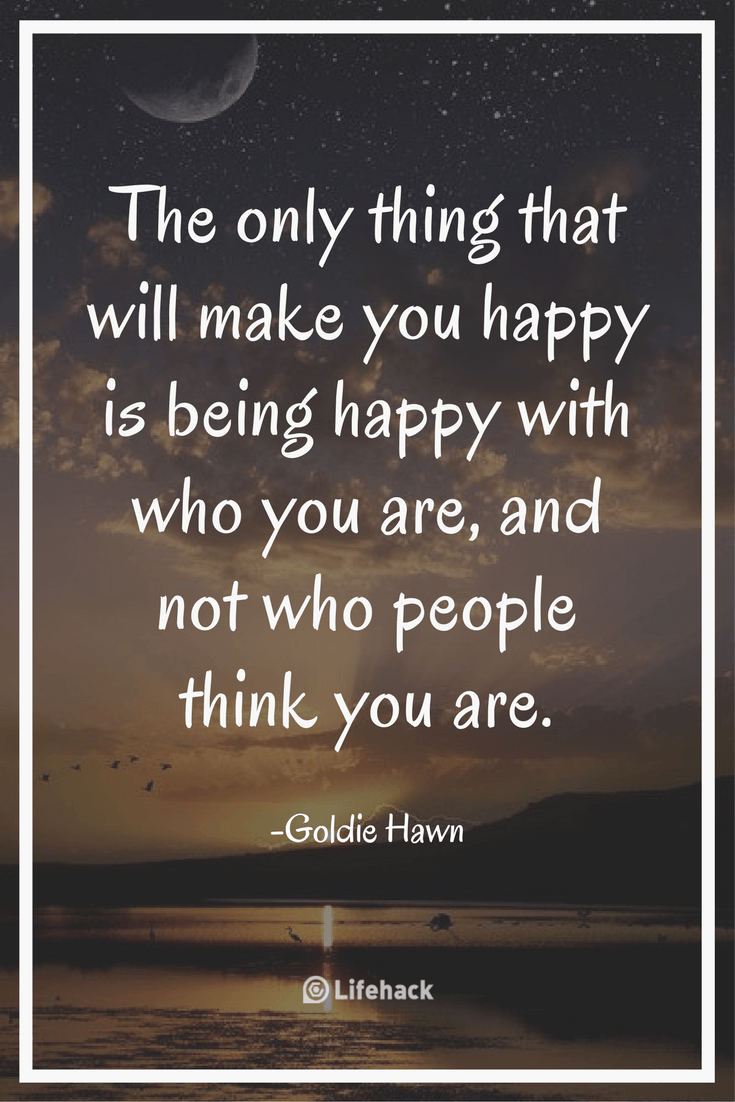 The only thing that
will make you happy
is being happy with
who you are, and
not who people
think you are.
-Goldie Hawn
Lifehack